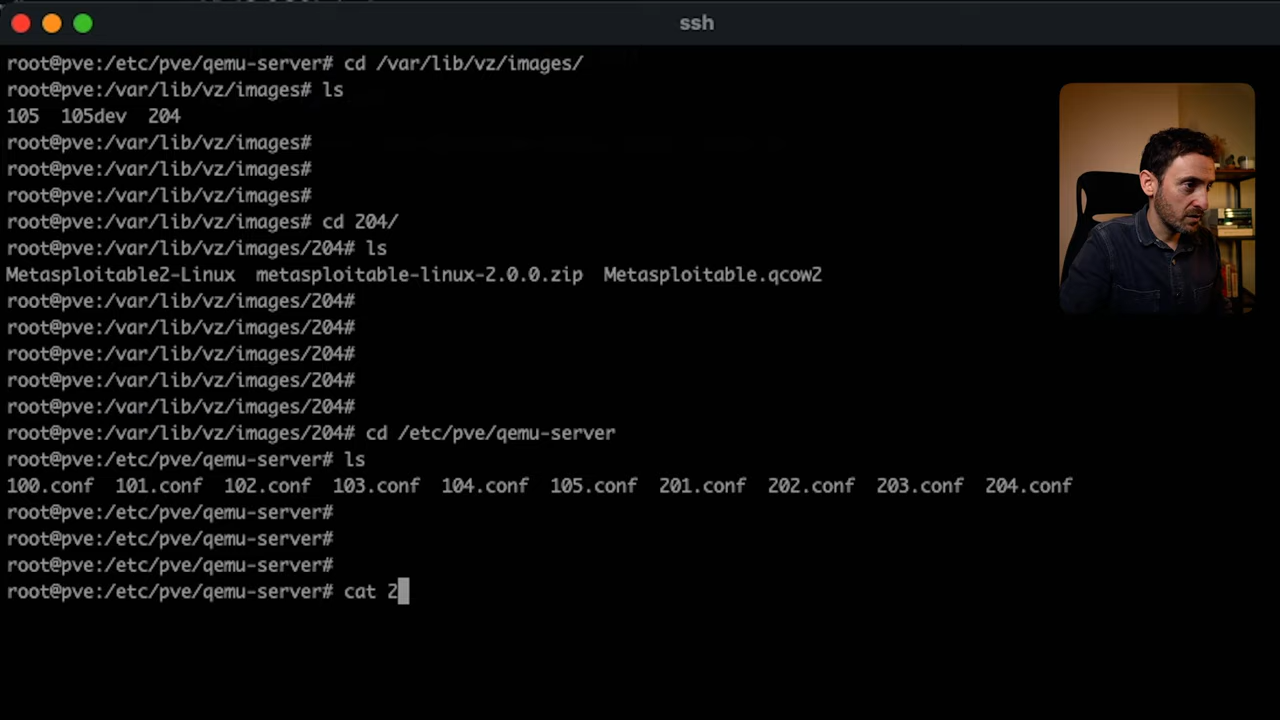 ssh
root@pve:/etc/pve/qemu-server# cd /var/lib/vz/images/
root@pve:/var/lib/vz/images# ls
105  105dev  204
root@pve:/var/lib/vz/images#
root@pve:/var/lib/vz/images#
root@pve:/var/lib/vz/images#
root@pve:/var/lib/vz/images# cd 204/
root@pve:/var/lib/vz/images/204# ls
Metasploitable2-Linux  metasploitable-linux-2.0.0.zip  Metasploitable.qcow2
root@pve:/var/lib/vz/images/204#
root@pve:/var/lib/vz/images/204#
root@pve:/var/lib/vz/images/204#
root@pve:/var/lib/vz/images/204#
root@pve:/var/lib/vz/images/204#
root@pve:/var/lib/vz/images/204# cd /etc/pve/qemu-server
root@pve:/etc/pve/qemu-server# ls
100.conf  101.conf  102.conf  103.conf  104.conf  105.conf  201.conf  202.conf  203.conf  204.conf
root@pve:/etc/pve/qemu-server#
root@pve:/etc/pve/qemu-server#
root@pve:/etc/pve/qemu-server#
root@pve:/etc/pve/qemu-server# cat 2